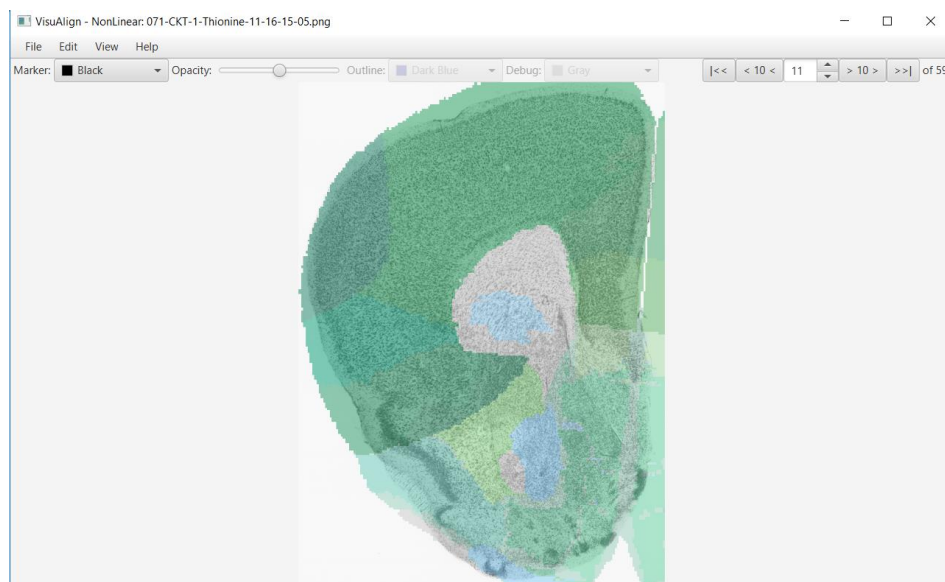 VisuAlign - NonLinear: 071-CKT-1-Thionine-11-16-15-05.png
File Edit View Help
Marker: Black Opacity: Outline: Dark Blue Debug: Gray |<< < 10 < 11 > 10 > >>| of 59